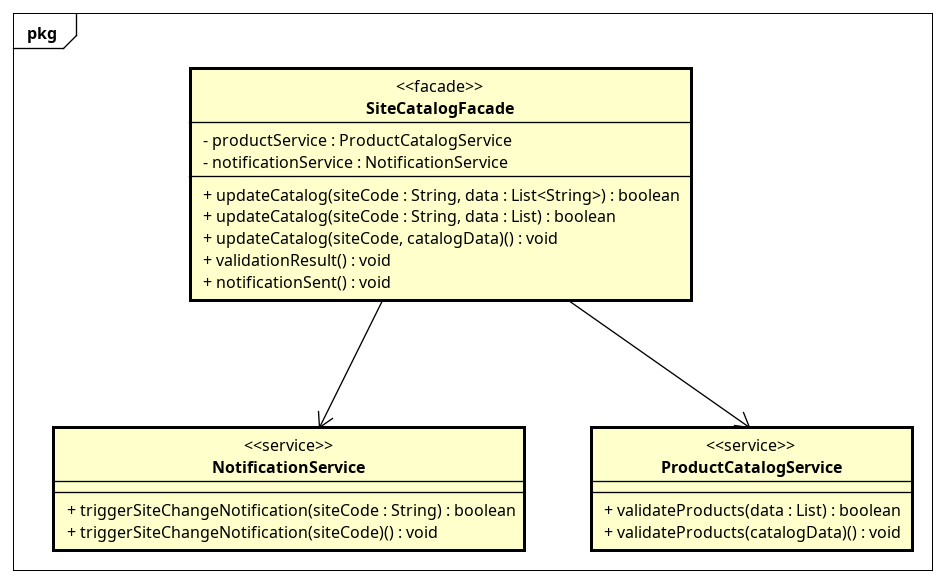 pkg
<<facade>>
SiteCatalogFacade
- productService : ProductCatalogService
- notificationService : NotificationService
+ updateCatalog(siteCode : String, data : List<String>) : boolean
+ updateCatalog(siteCode : String, data : List) : boolean
+ updateCatalog(siteCode, catalogData)() : void
+ validationResult() : void
+ notificationSent() : void
<<service>>
NotificationService
+ triggerSiteChangeNotification(siteCode : String) : boolean
+ triggerSiteChangeNotification(siteCode)() : void
<<service>>
ProductCatalogService
+ validateProducts(data : List) : boolean
+ validateProducts(catalogData)() : void